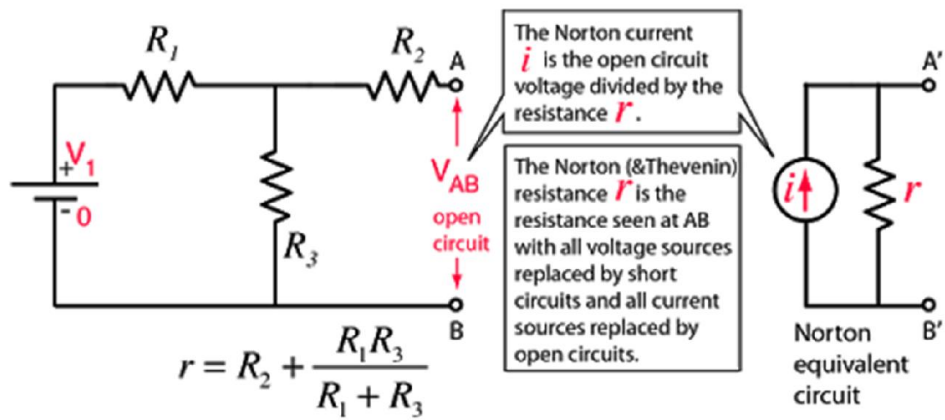 R₁
R₂
A
V₁
+
-
0
R₃
V_AB
open
circuit
B
r = R₂ + R₁R₃ / (R₁ + R₃)
The Norton current
i is the open circuit
voltage divided by the
resistance r.
The Norton (&Thevenin)
resistance r is the
resistance seen at AB
with all voltage sources
replaced by short
circuits and all current
sources replaced by
open circuits.
A'
i
r
B'
Norton
equivalent
circuit